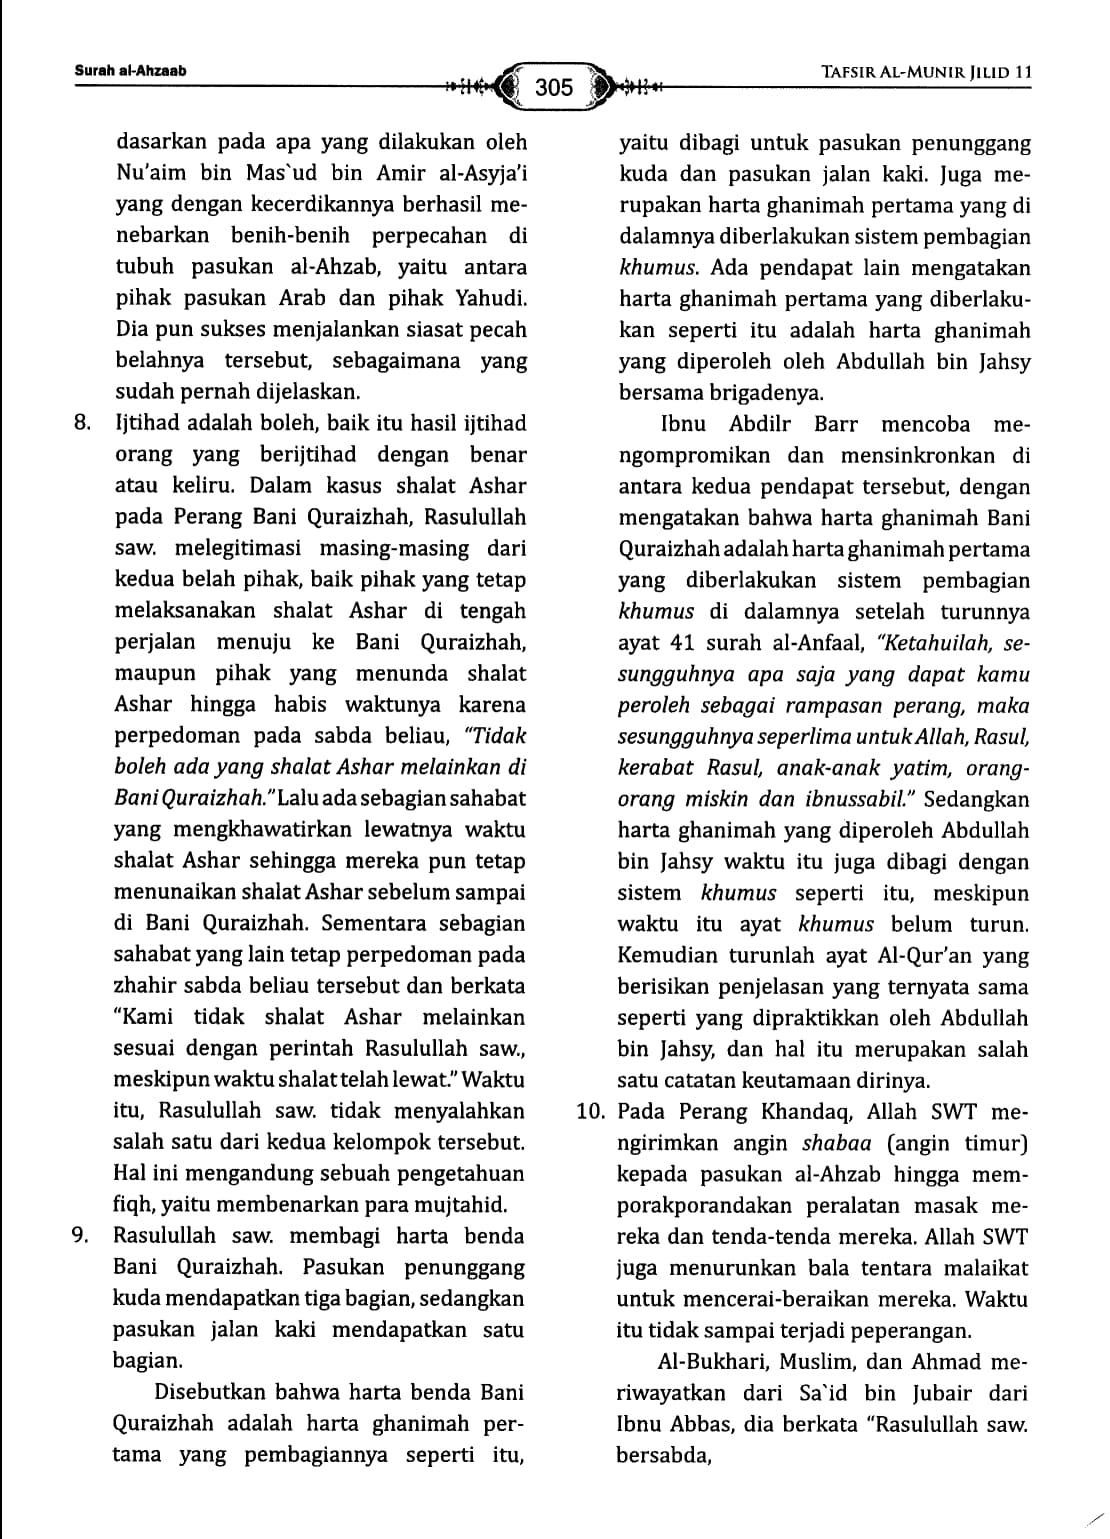 Surah al-Ahzaab
305
TAFSIR AL-MUNIR JILID 11
dasarkan pada apa yang dilakukan oleh
Nu’aim bin Mas`ud bin Amir al-Asyja’i
yang dengan kecerdikannya berhasil me-
nebarkan benih-benih perpecahan di
tubuh pasukan al-Ahzab, yaitu antara
pihak pasukan Arab dan pihak Yahudi.
Dia pun sukses menjalankan siasat pecah
belahnya tersebut, sebagaimana yang
sudah pernah dijelaskan.
8. Ijtihad adalah boleh, baik itu hasil ijtihad
orang yang berijtihad dengan benar
atau keliru. Dalam kasus shalat Ashar
pada Perang Bani Quraizhah, Rasulullah
saw. melegitimasi masing-masing dari
kedua belah pihak, baik pihak yang tetap
melaksanakan shalat Ashar di tengah
perjalan menuju ke Bani Quraizhah,
maupun pihak yang menunda shalat
Ashar hingga habis waktunya karena
perpedoman pada sabda beliau, “Tidak
boleh ada yang shalat Ashar melainkan di
Bani Quraizhah.” Lalu ada sebagian sahabat
yang mengkhawatirkan lewatnya waktu
shalat Ashar sehingga mereka pun tetap
menunaikan shalat Ashar sebelum sampai
di Bani Quraizhah. Sementara sebagian
sahabat yang lain tetap perpedoman pada
zhahir sabda beliau tersebut dan berkata
“Kami tidak shalat Ashar melainkan
sesuai dengan perintah Rasulullah saw.,
meskipun waktu shalat telah lewat.” Waktu
itu, Rasulullah saw. tidak menyalahkan
salah satu dari kedua kelompok tersebut.
Hal ini mengandung sebuah pengetahuan
fiqh, yaitu membenarkan para mujtahid.
9. Rasulullah saw. membagi harta benda
Bani Quraizhah. Pasukan penunggang
kuda mendapatkan tiga bagian, sedangkan
pasukan jalan kaki mendapatkan satu
bagian.
Disebutkan bahwa harta benda Bani
Quraizhah adalah harta ghanimah per-
tama yang pembagiannya seperti itu,
yaitu dibagi untuk pasukan penunggang
kuda dan pasukan jalan kaki. Juga me-
rupakan harta ghanimah pertama yang di
dalamnya diberlakukan sistem pembagian
khumus. Ada pendapat lain mengatakan
harta ghanimah pertama yang diberlaku-
kan seperti itu adalah harta ghanimah
yang diperoleh oleh Abdullah bin Jahsy
bersama brigadenya.
Ibnu Abdilr Barr mencoba me-
ngompromikan dan mensinkronkan di
antara kedua pendapat tersebut, dengan
mengatakan bahwa harta ghanimah Bani
Quraizhah adalah harta ghanimah pertama
yang diberlakukan sistem pembagian
khumus di dalamnya setelah turunnya
ayat 41 surah al-Anfaal, “Ketahuilah, se-
sungguhnya apa saja yang dapat kamu
peroleh sebagai rampasan perang, maka
sesungguhnya seperlima untuk Allah, Rasul,
kerabat Rasul, anak-anak yatim, orang-
orang miskin dan ibnussabil.” Sedangkan
harta ghanimah yang diperoleh Abdullah
bin Jahsy waktu itu juga dibagi dengan
sistem khumus seperti itu, meskipun
waktu itu ayat khumus belum turun.
Kemudian turunlah ayat Al-Qur’an yang
berisikan penjelasan yang ternyata sama
seperti yang dipraktikkan oleh Abdullah
bin Jahsy, dan hal itu merupakan salah
satu catatan keutamaan dirinya.
10. Pada Perang Khandaq, Allah SWT me-
ngirimkan angin shabaa (angin timur)
kepada pasukan al-Ahzab hingga mem-
porakporandakan peralatan masak me-
reka dan tenda-tenda mereka. Allah SWT
juga menurunkan bala tentara malaikat
untuk mencerai-beraikan mereka. Waktu
itu tidak sampai terjadi peperangan.
Al-Bukhari, Muslim, dan Ahmad me-
riwayatkan dari Sa`id bin Jubair dari
Ibnu Abbas, dia berkata “Rasulullah saw.
bersabda,